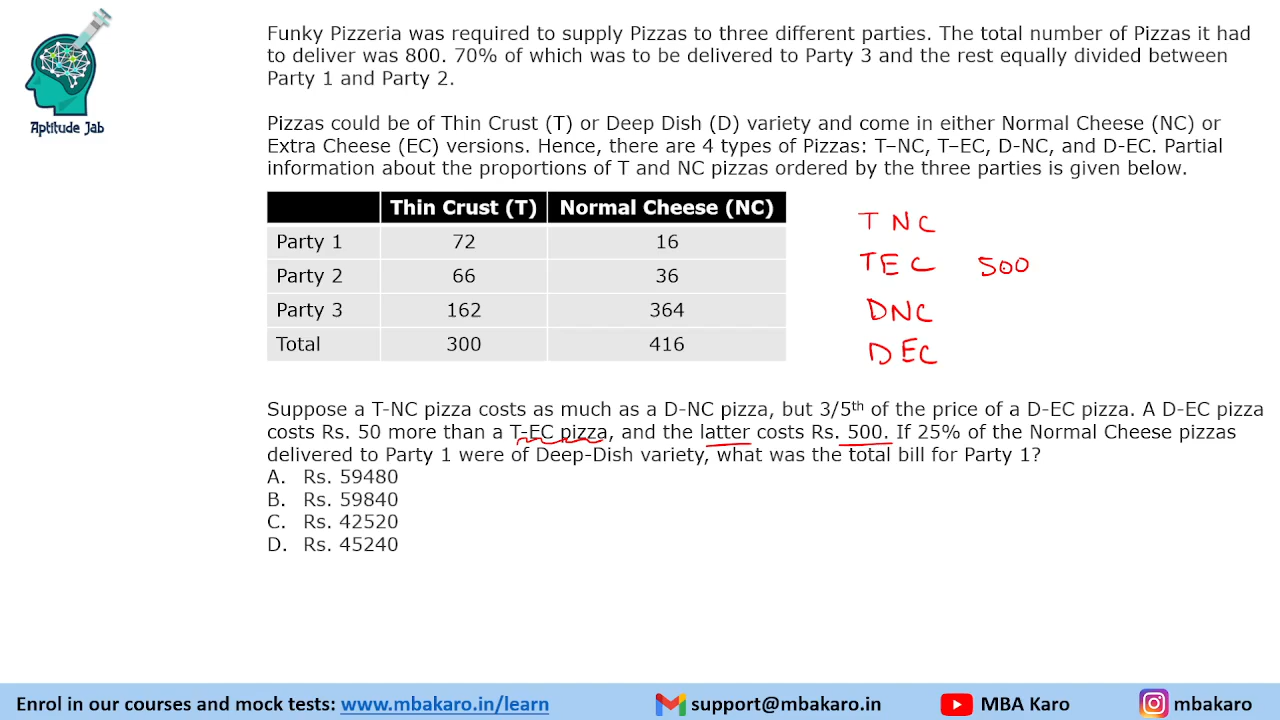 Funky Pizzeria was required to supply Pizzas to three different parties. The total number of Pizzas it had
to deliver was 800. 70% of which was to be delivered to Party 3 and the rest equally divided between
Party 1 and Party 2.
Aptitude Jab
Pizzas could be of Thin Crust (T) or Deep Dish (D) variety and come in either Normal Cheese (NC) or
Extra Cheese (EC) versions. Hence, there are 4 types of Pizzas: T–NC, T–EC, D-NC, and D-EC. Partial
information about the proportions of T and NC pizzas ordered by the three parties is given below.
Thin Crust (T) Normal Cheese (NC)
Party 1 72 16
Party 2 66 36
Party 3 162 364
Total 300 416
T NC
TEC 500
DNC
DEC
Suppose a T-NC pizza costs as much as a D-NC pizza, but 3/5th of the price of a D-EC pizza. A D-EC pizza
costs Rs. 50 more than a T-EC pizza, and the latter costs Rs. 500. If 25% of the Normal Cheese pizzas
delivered to Party 1 were of Deep-Dish variety, what was the total bill for Party 1?
A. Rs. 59480
B. Rs. 59840
C. Rs. 42520
D. Rs. 45240
Enrol in our courses and mock tests: www.mbakaro.in/learn support@mbakaro.in MBA Karo mbakaro